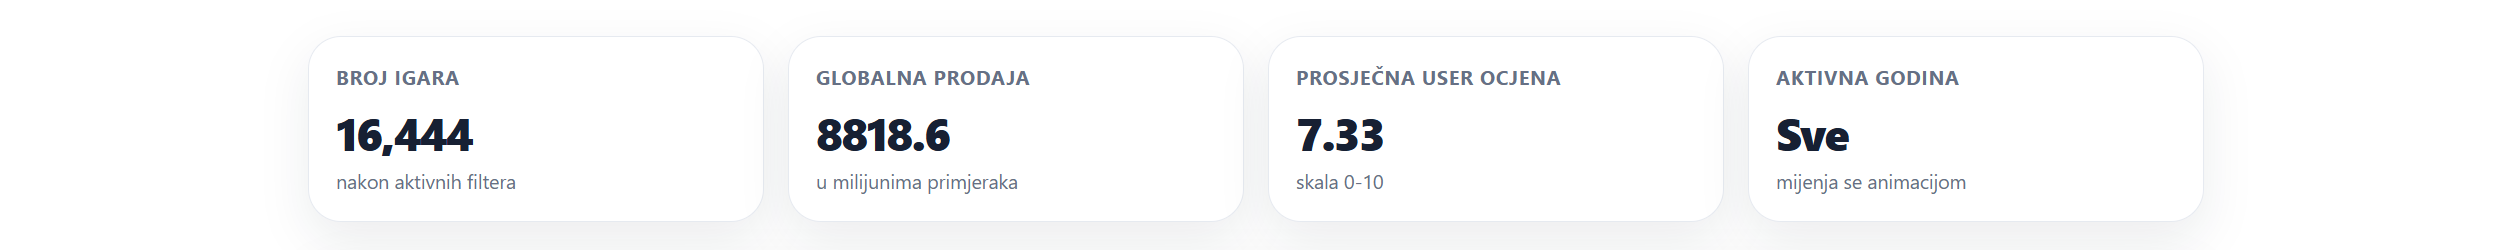 BROJ IGARA
16,444
nakon aktivnih filtera
GLOBALNA PRODAJA
8818.6
u milijunima primjeraka
PROSJEČNA USER OCJENA
7.33
skala 0-10
AKTIVNA GODINA
Sve
mijenja se animacijom